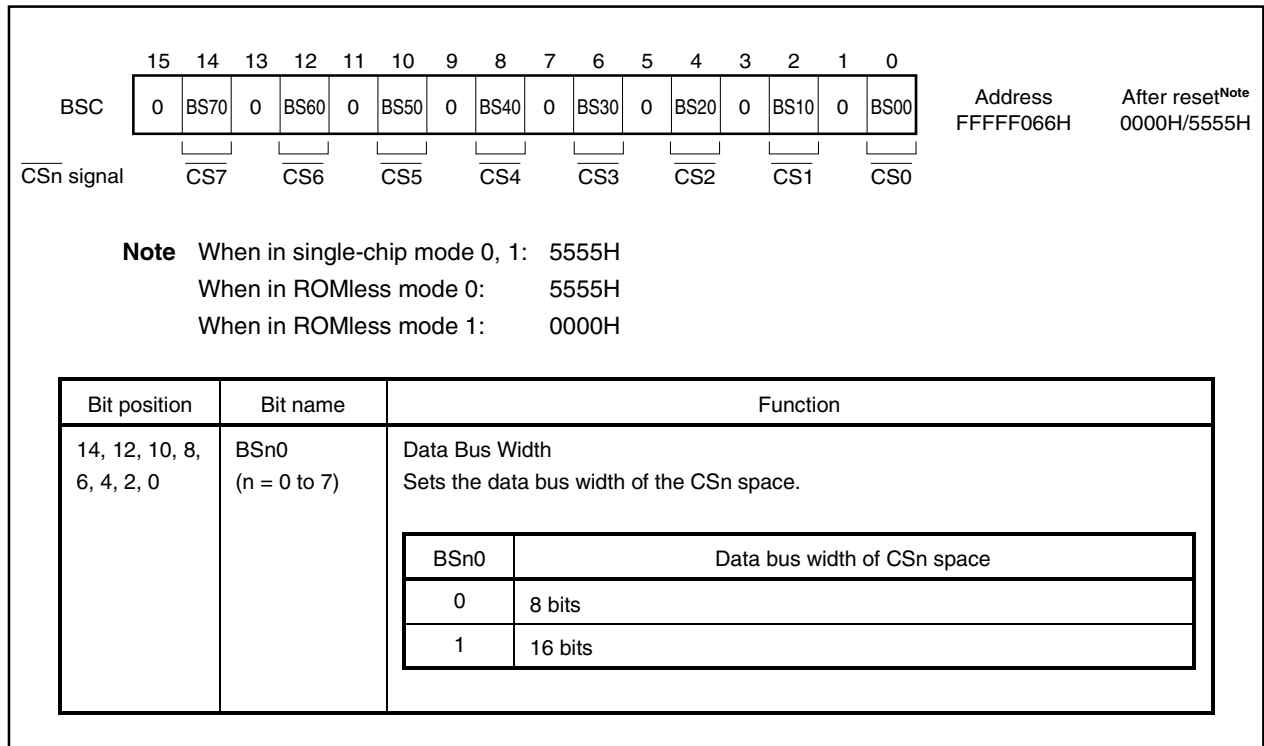 15 14 13 12 11 10 9 8 7 6 5 4 3 2 1 0
BSC 0 BS70 0 BS60 0 BS50 0 BS40 0 BS30 0 BS20 0 BS10 0 BS00 Address After resetNote
FFFFF066H 0000H/5555H
CSn signal CS7 CS6 CS5 CS4 CS3 CS2 CS1 CS0
Note When in single-chip mode 0, 1: 5555H
When in ROMless mode 0: 5555H
When in ROMless mode 1: 0000H
Bit position Bit name Function
14, 12, 10, 8, BSn0 Data Bus Width
6, 4, 2, 0 (n = 0 to 7) Sets the data bus width of the CSn space.
BSn0 Data bus width of CSn space
0 8 bits
1 16 bits